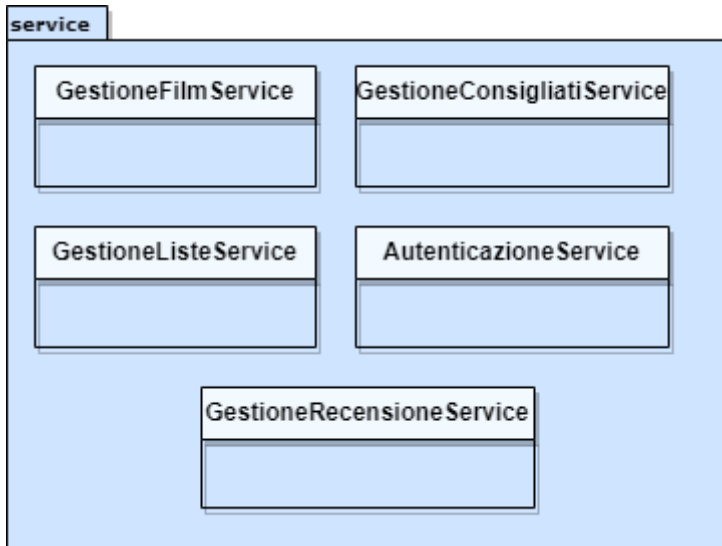 service
GestioneFilmService
GestioneConsigliatiService
GestioneListeService
AutenticazioneService
GestioneRecensioneService